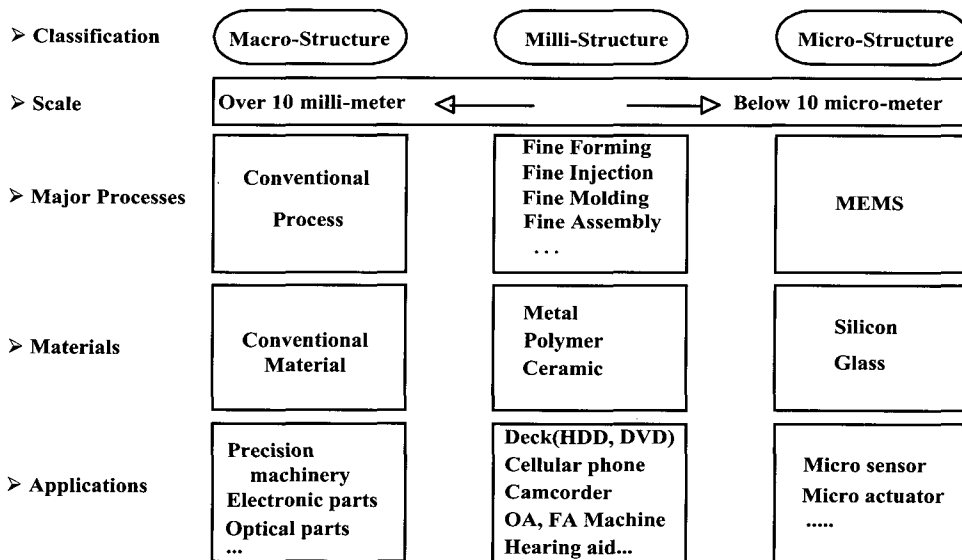 ➢ Classification
Macro-Structure
Milli-Structure
Micro-Structure
➢ Scale
Over 10 milli-meter
Below 10 micro-meter
➢ Major Processes
Conventional
Process
Fine Forming
Fine Injection
Fine Molding
Fine Assembly
...
MEMS
➢ Materials
Conventional
Material
Metal
Polymer
Ceramic
Silicon
Glass
➢ Applications
Precision
machinery
Electronic parts
Optical parts
...
Deck(HDD, DVD)
Cellular phone
Camcorder
OA, FA Machine
Hearing aid...
Micro sensor
Micro actuator
.....